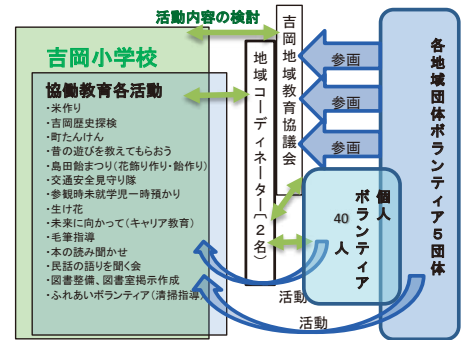 活動内容の検討
吉岡小学校
協働教育各活動
・米作り
・吉岡歴史探検
・町たんけん
・昔の遊びを教えてもらおう
・島田飴まつり(花飾り作り・飴作り)
・交通安全見守り隊
・参観時未就学児一時預かり
・生け花
・未来に向かって(キャリア教育)
・毛筆指導
・本の読み聞かせ
・民話の語りを聞く会
・図書整備、図書室掲示作成
・ふれあいボランティア(清掃指導)
地域コーディネーター〔2名〕
吉岡地域教育協議会
参画
参画
参画
個人
ボランティア
40
人
各地域団体ボランティア5団体
活動
活動